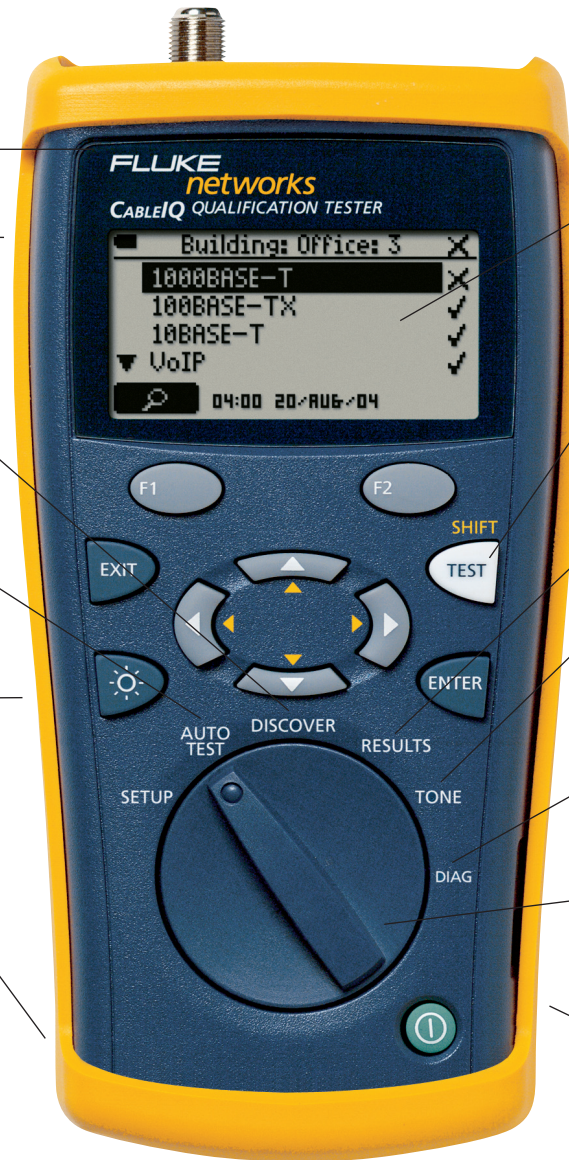 FLUKE
networks
CABLEIQ QUALIFICATION TESTER
Building: Office: 3
1000BASE-T
100BASE-TX
10BASE-T
VoIP
04:00 20/AUG/04
F1
F2
SHIFT
EXIT
TEST
ENTER
AUTO
TEST
DISCOVER
RESULTS
SETUP
TONE
DIAG